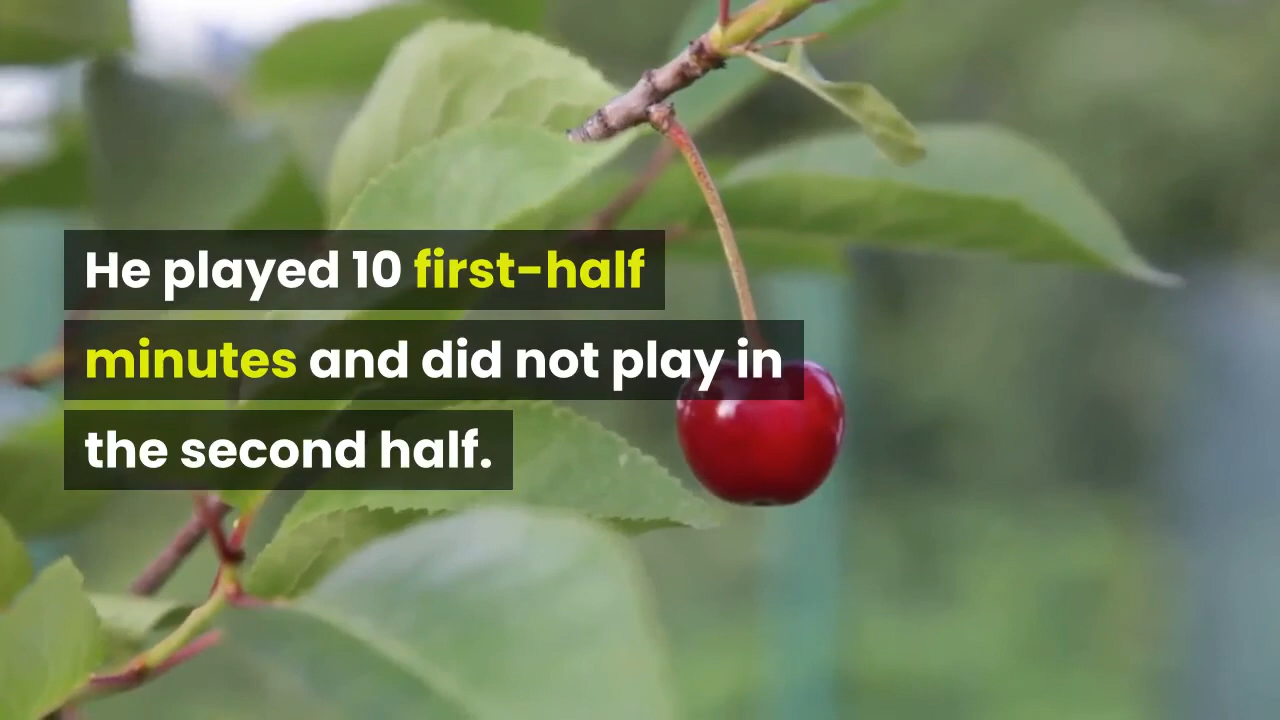 He played 10 first-half
minutes and did not play in
the second half.